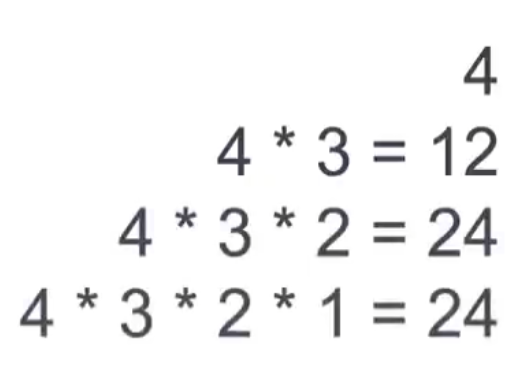 4
4 * 3 = 12
4 * 3 * 2 = 24
4 * 3 * 2 * 1 = 24